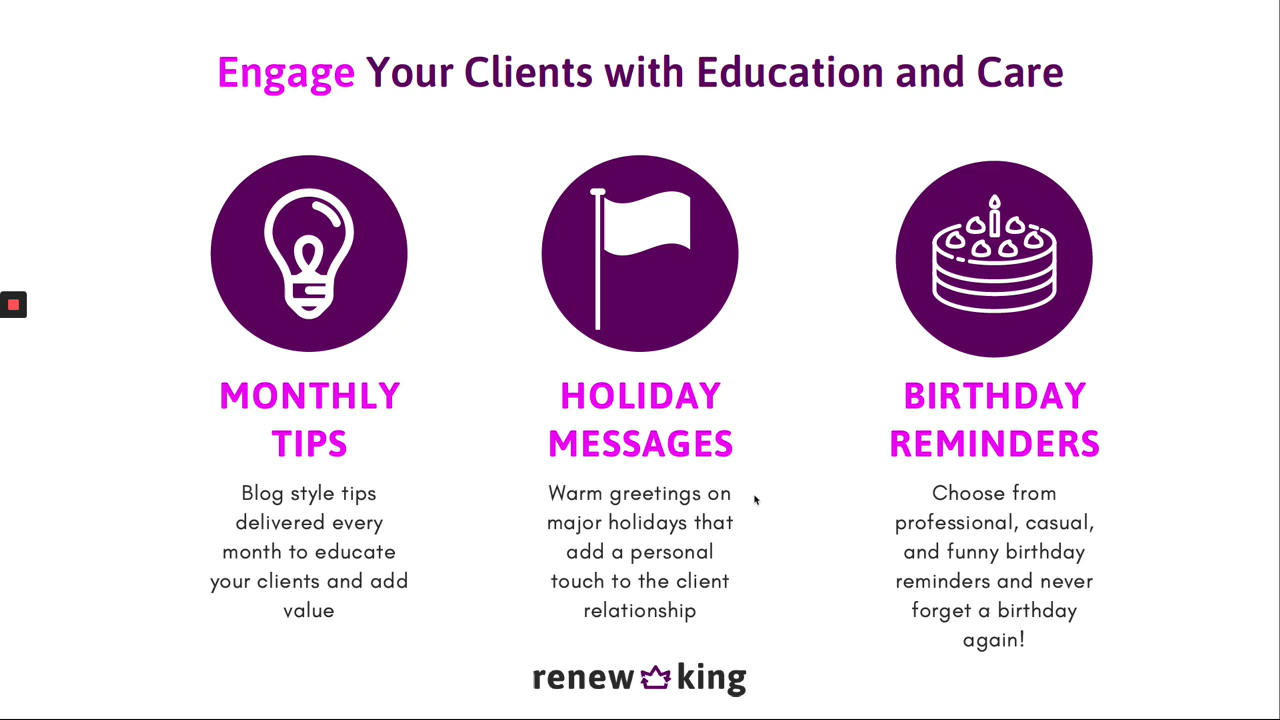 Engage Your Clients with Education and Care
MONTHLY
TIPS
Blog style tips
delivered every
month to educate
your clients and add
value
HOLIDAY
MESSAGES
Warm greetings on
major holidays that
add a personal
touch to the client
relationship
BIRTHDAY
REMINDERS
Choose from
professional, casual,
and funny birthday
reminders and never
forget a birthday
again!
renew king